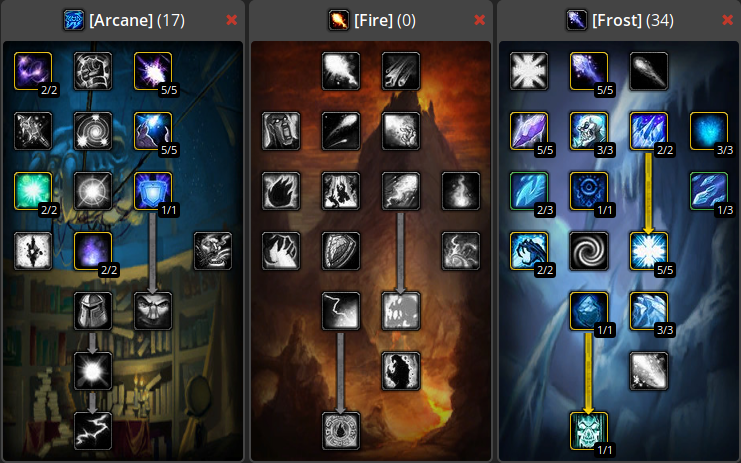 [Arcane] (17) [Fire] (0) [Frost] (34)
2/2 5/5 5/5
5/5 5/5 3/3 2/2 3/3
2/2 1/1 2/3 1/1 1/3
2/2 2/2 5/5
1/1 3/3
1/1